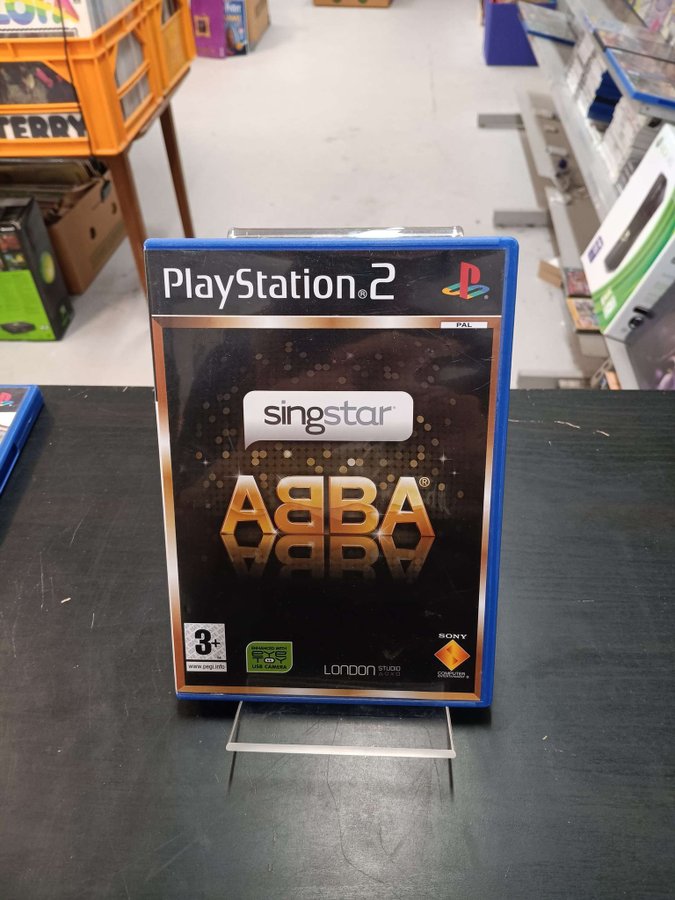 TERRY
PlayStation®2
PAL
singstar
ABBA®
3+
www.pegi.info
ENHANCED WITH
EYE
TOY
USB CAMERA
LONDON STUDIO
SONY
COMPUTER
ENTERTAINMENT®